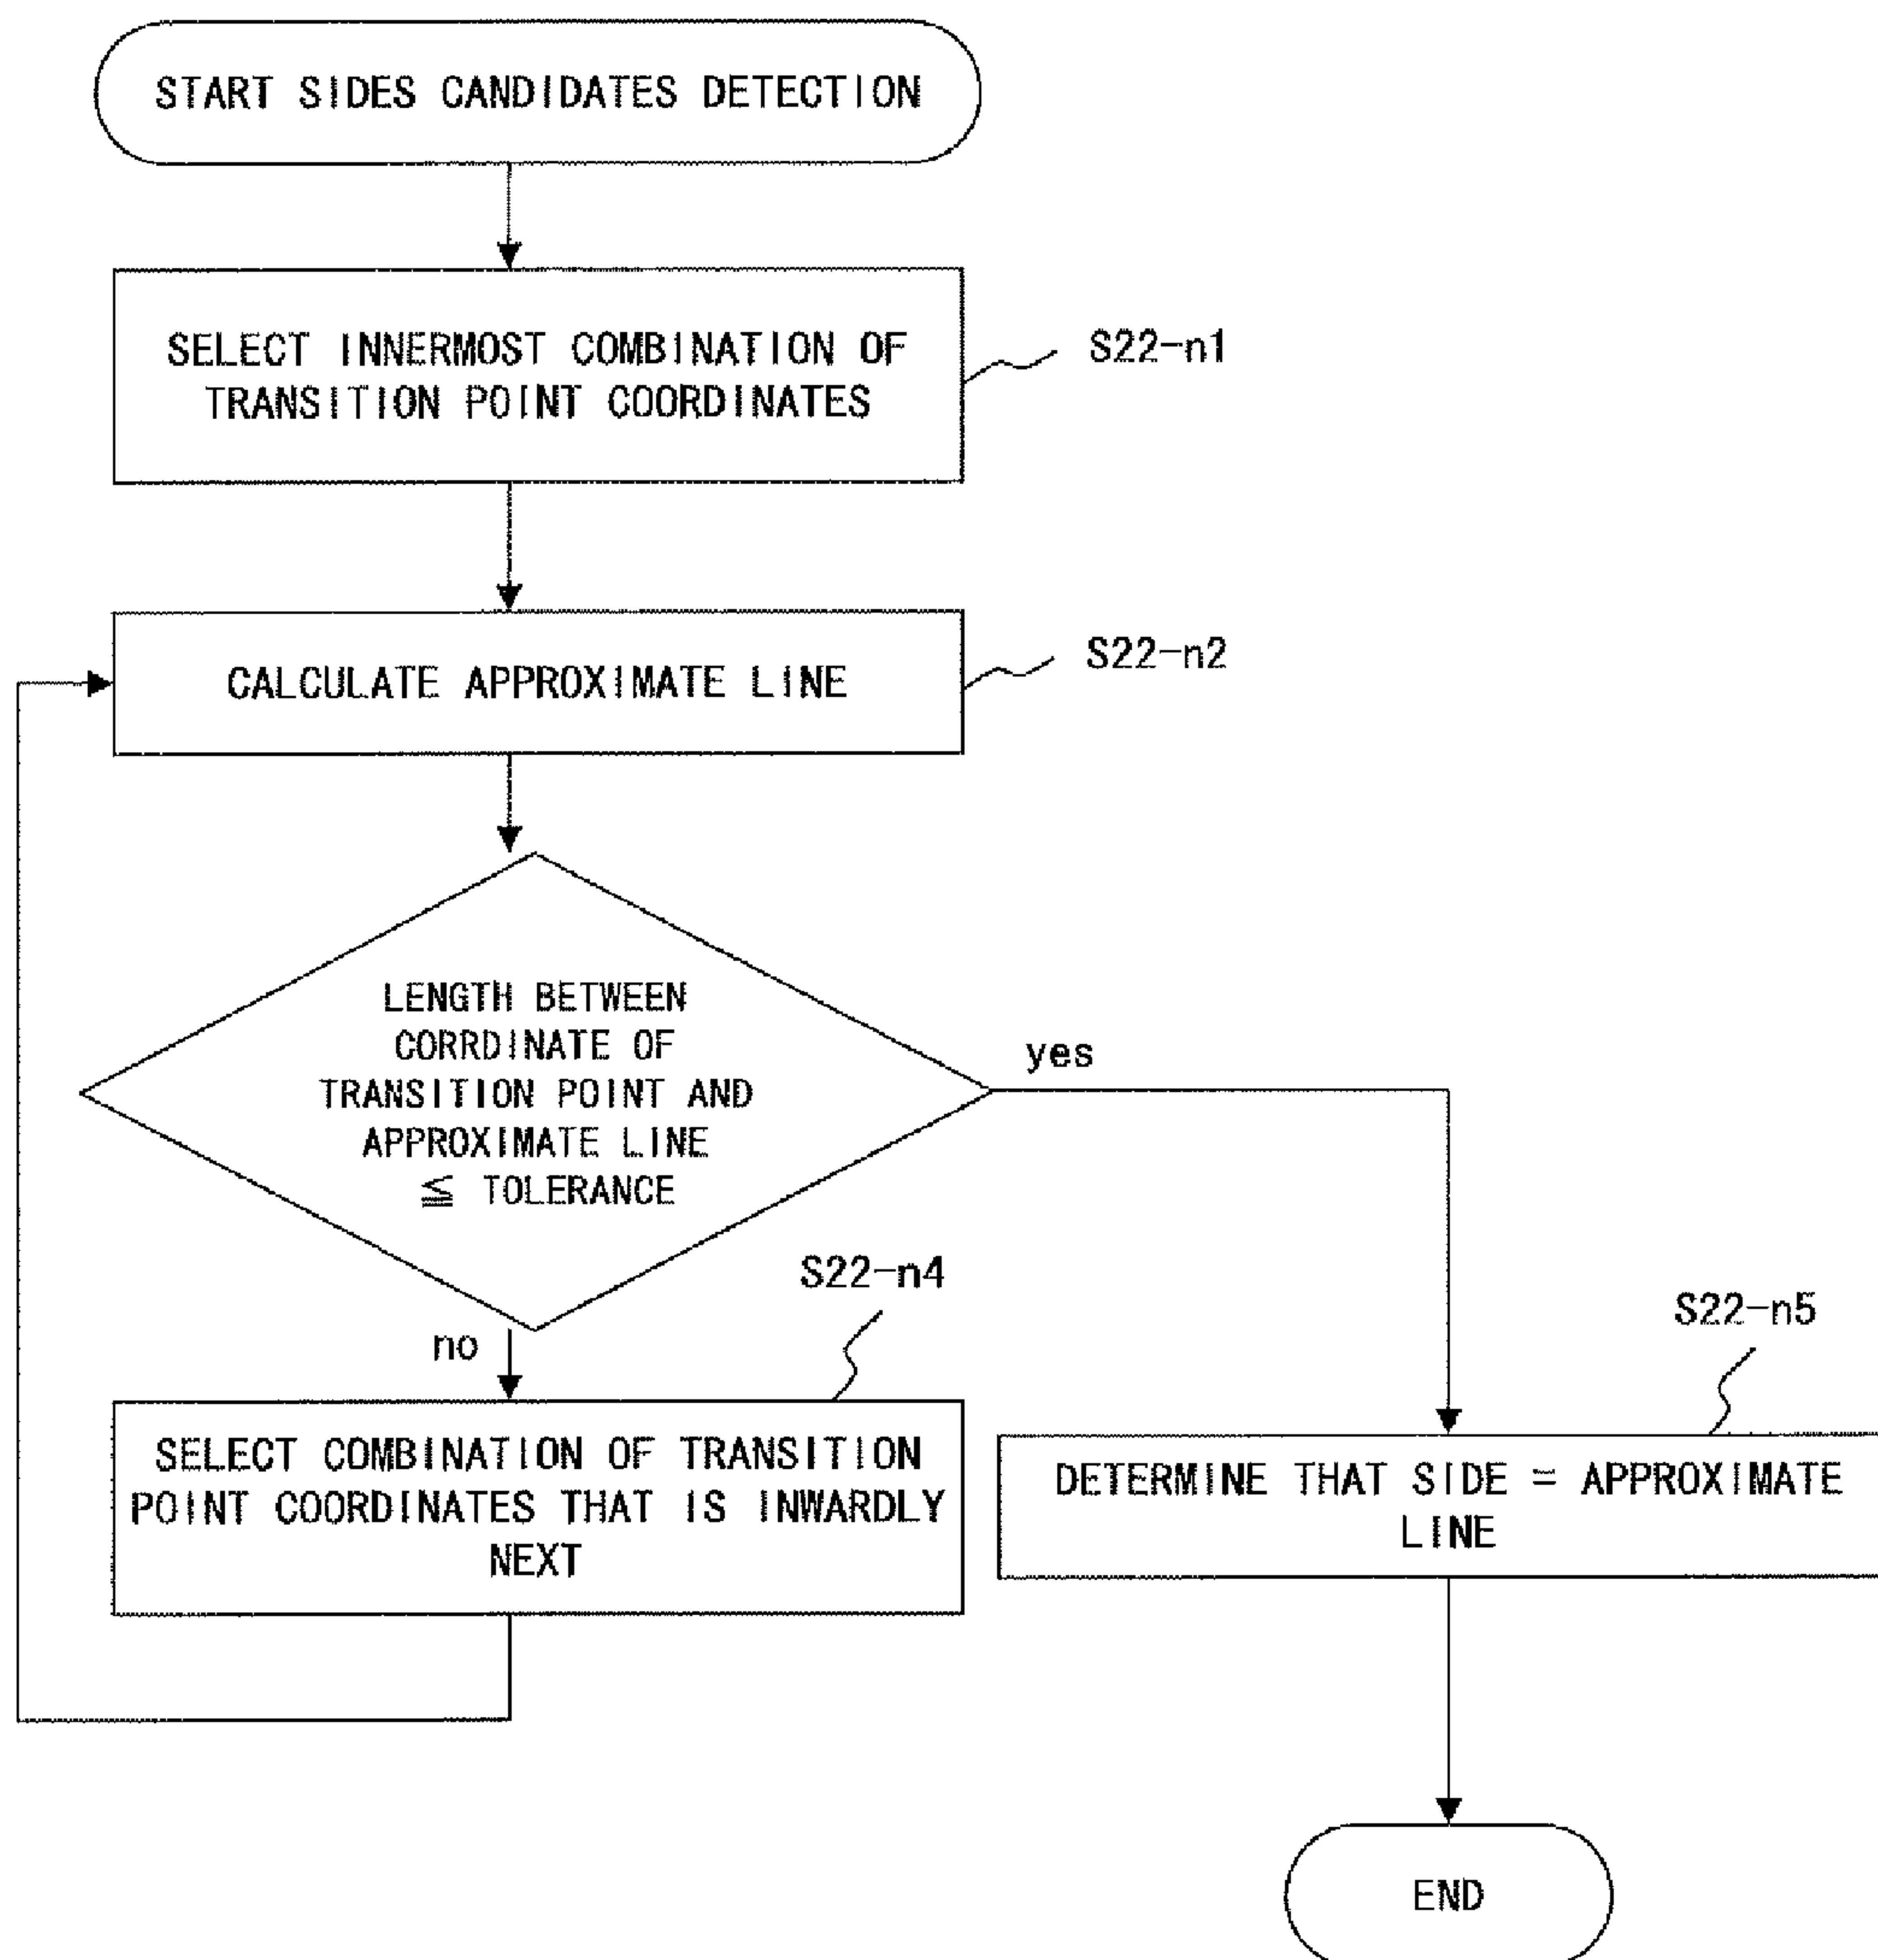 START SIDES CANDIDATES DETECTION
SELECT INNERMOST COMBINATION OF
TRANSITION POINT COORDINATES
S22-n1
CALCULATE APPROXIMATE LINE
S22-n2
LENGTH BETWEEN
CORRDINATE OF
TRANSITION POINT AND
APPROXIMATE LINE
≦ TOLERANCE
yes
no
S22-n4
SELECT COMBINATION OF TRANSITION
POINT COORDINATES THAT IS INWARDLY
NEXT
S22-n5
DETERMINE THAT SIDE = APPROXIMATE
LINE
END